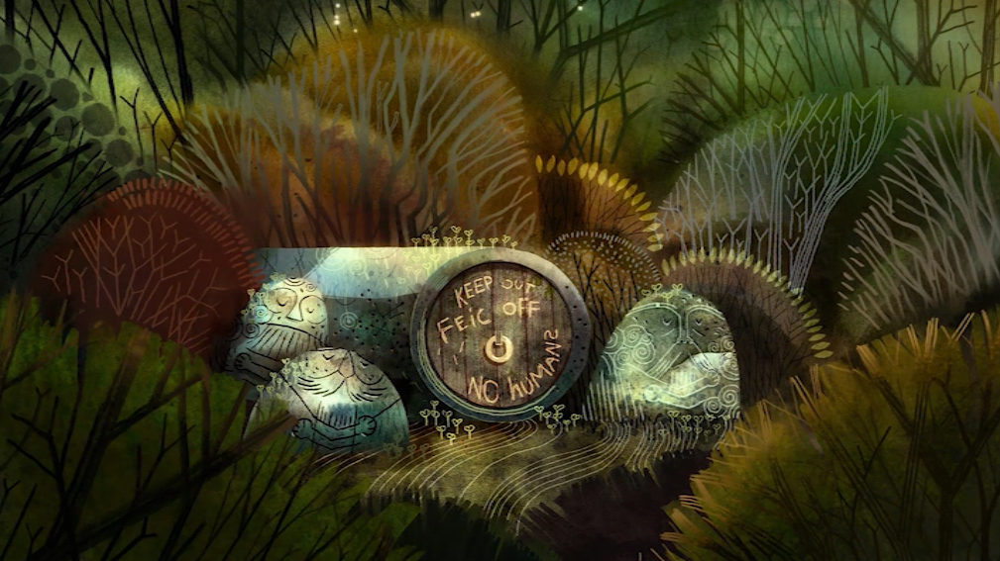 KEEP OUT
FEIC OFF
NO hUMANS